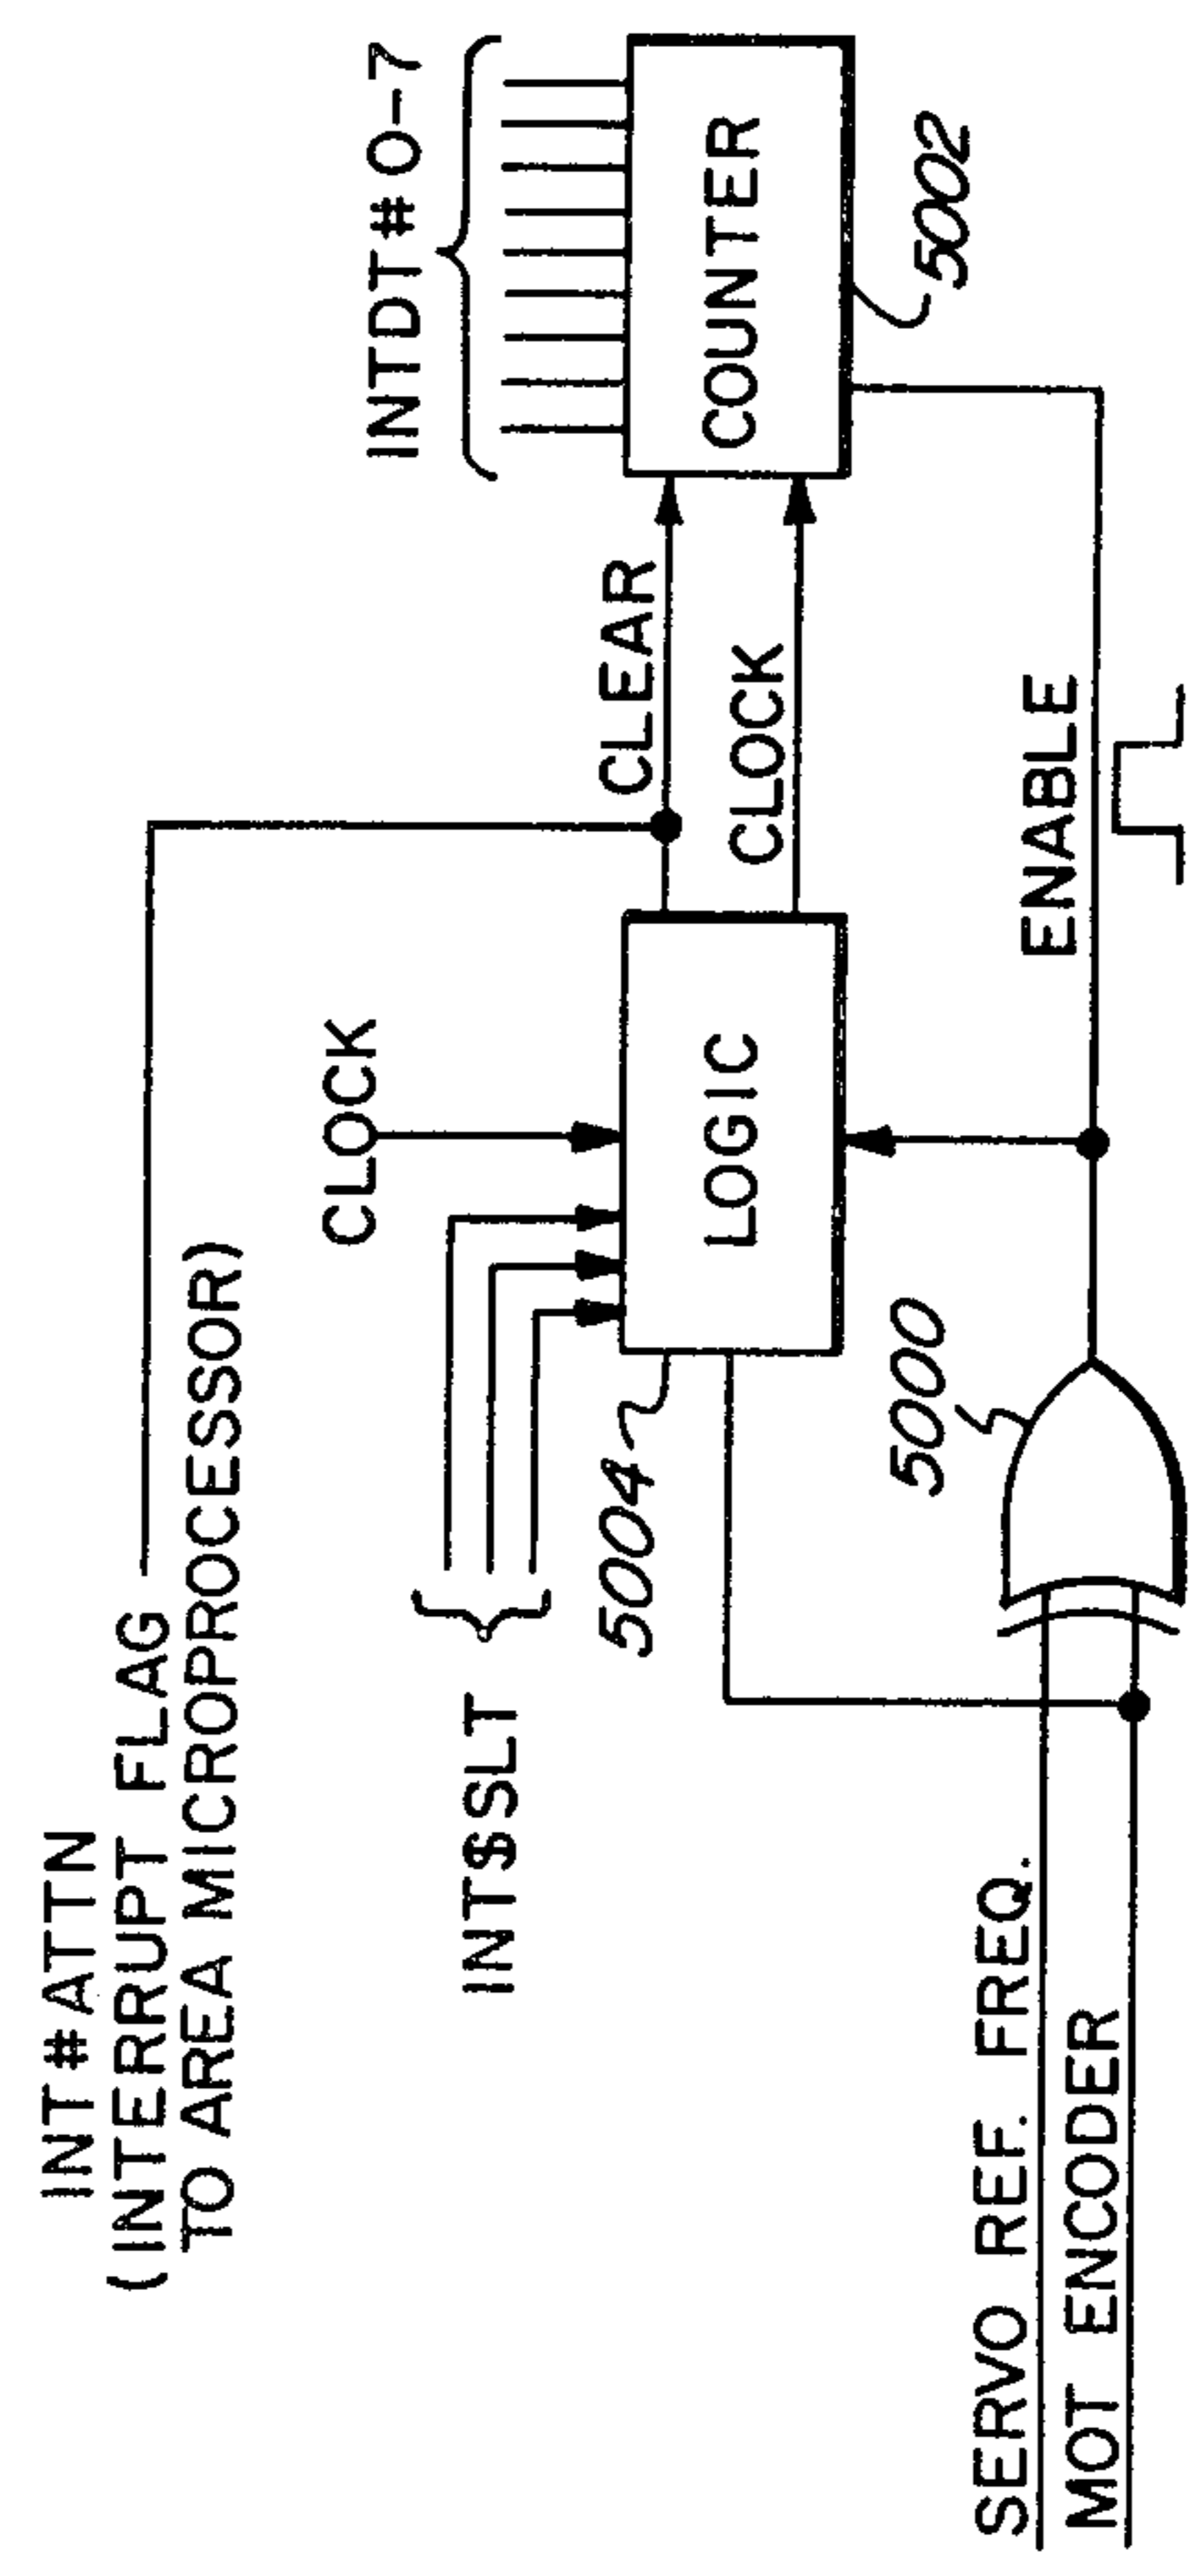 INT#ATTN
(INTERRUPT FLAG
TO AREA MICROPROCESSOR)
CLOCK
INTDT#0-7
INT$SLT
5004
LOGIC
CLEAR
CLOCK
COUNTER
5002
SERVO REF. FREQ.
MOT ENCODER
5000
ENABLE